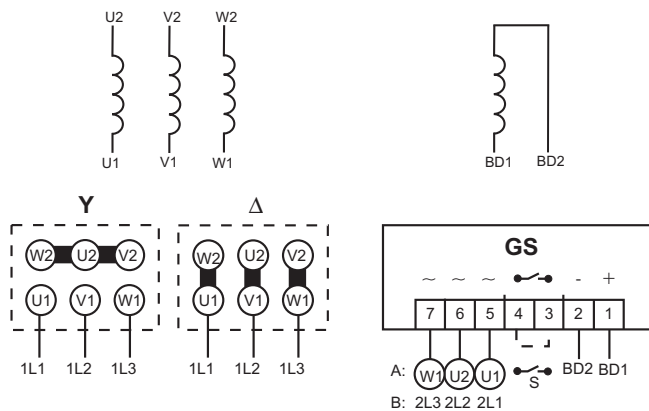 U2 V2 W2
U1 V1 W1
BD1 BD2
Y Δ
W2 U2 V2
U1 V1 W1
1L1 1L2 1L3
W2 U2 V2
U1 V1 W1
1L1 1L2 1L3
GS
~ ~ ~ - +
7 6 5 4 3 2 1
A: W1 U2 U1 S BD2 BD1
B: 2L3 2L2 2L1